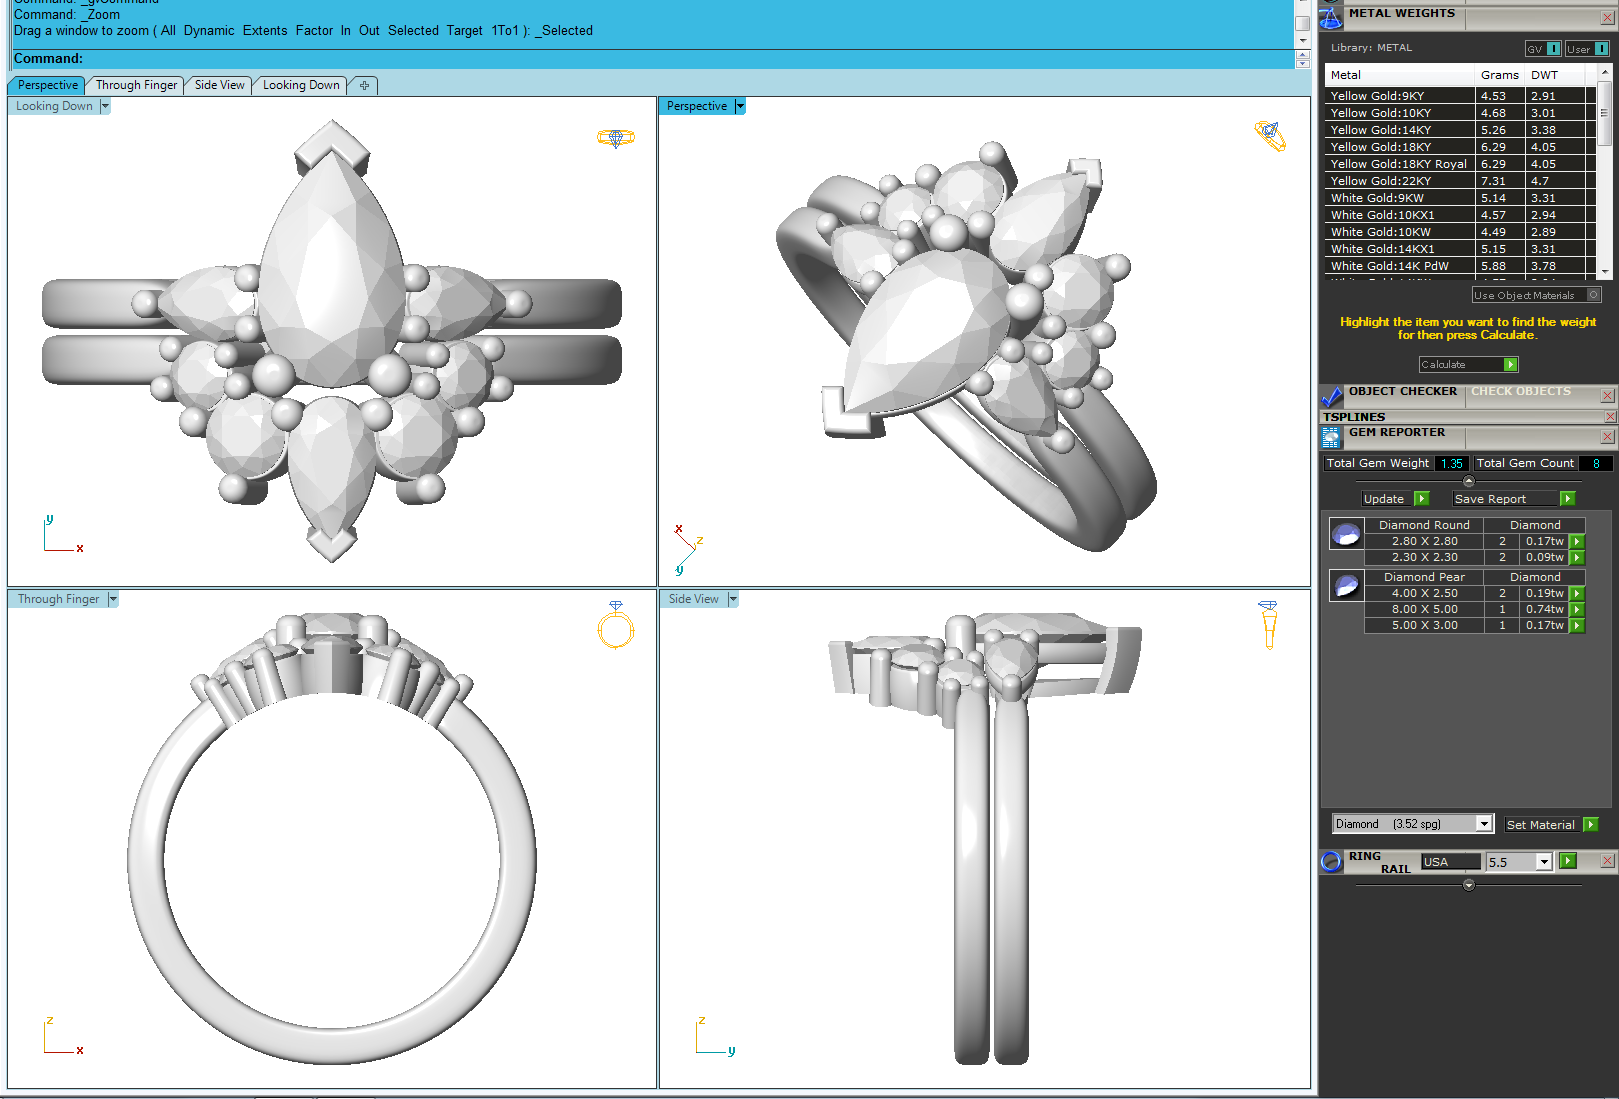 Command: _gvCommand
Command: _Zoom
Drag a window to zoom ( All Dynamic Extents Factor In Out Selected Target 1To1 ): _Selected
Command:
Perspective Through Finger Side View Looking Down
Looking Down
y
x
Perspective
x
z
y
Through Finger
z
x
Side View
z
y
METAL WEIGHTS
Library: METAL GV User
Metal Grams DWT
Yellow Gold:9KY 4.53 2.91
Yellow Gold:10KY 4.68 3.01
Yellow Gold:14KY 5.26 3.38
Yellow Gold:18KY 6.29 4.05
Yellow Gold:18KY Royal 6.29 4.05
Yellow Gold:22KY 7.31 4.7
White Gold:9KW 5.14 3.31
White Gold:10KX1 4.57 2.94
White Gold:10KW 4.49 2.89
White Gold:14KX1 5.15 3.31
White Gold:14K PdW 5.88 3.78
Use Object Materials
Highlight the item you want to find the weight
for then press Calculate.
Calculate
OBJECT CHECKER CHECK OBJECTS
TSPLINES
GEM REPORTER
Total Gem Weight 1.35 Total Gem Count 8
Update Save Report
Diamond Round Diamond
2.80 X 2.80 2 0.17tw
2.30 X 2.30 2 0.09tw
Diamond Pear Diamond
4.00 X 2.50 2 0.19tw
8.00 X 5.00 1 0.74tw
5.00 X 3.00 1 0.17tw
Diamond (3.52 spg) Set Material
RING RAIL USA 5.5